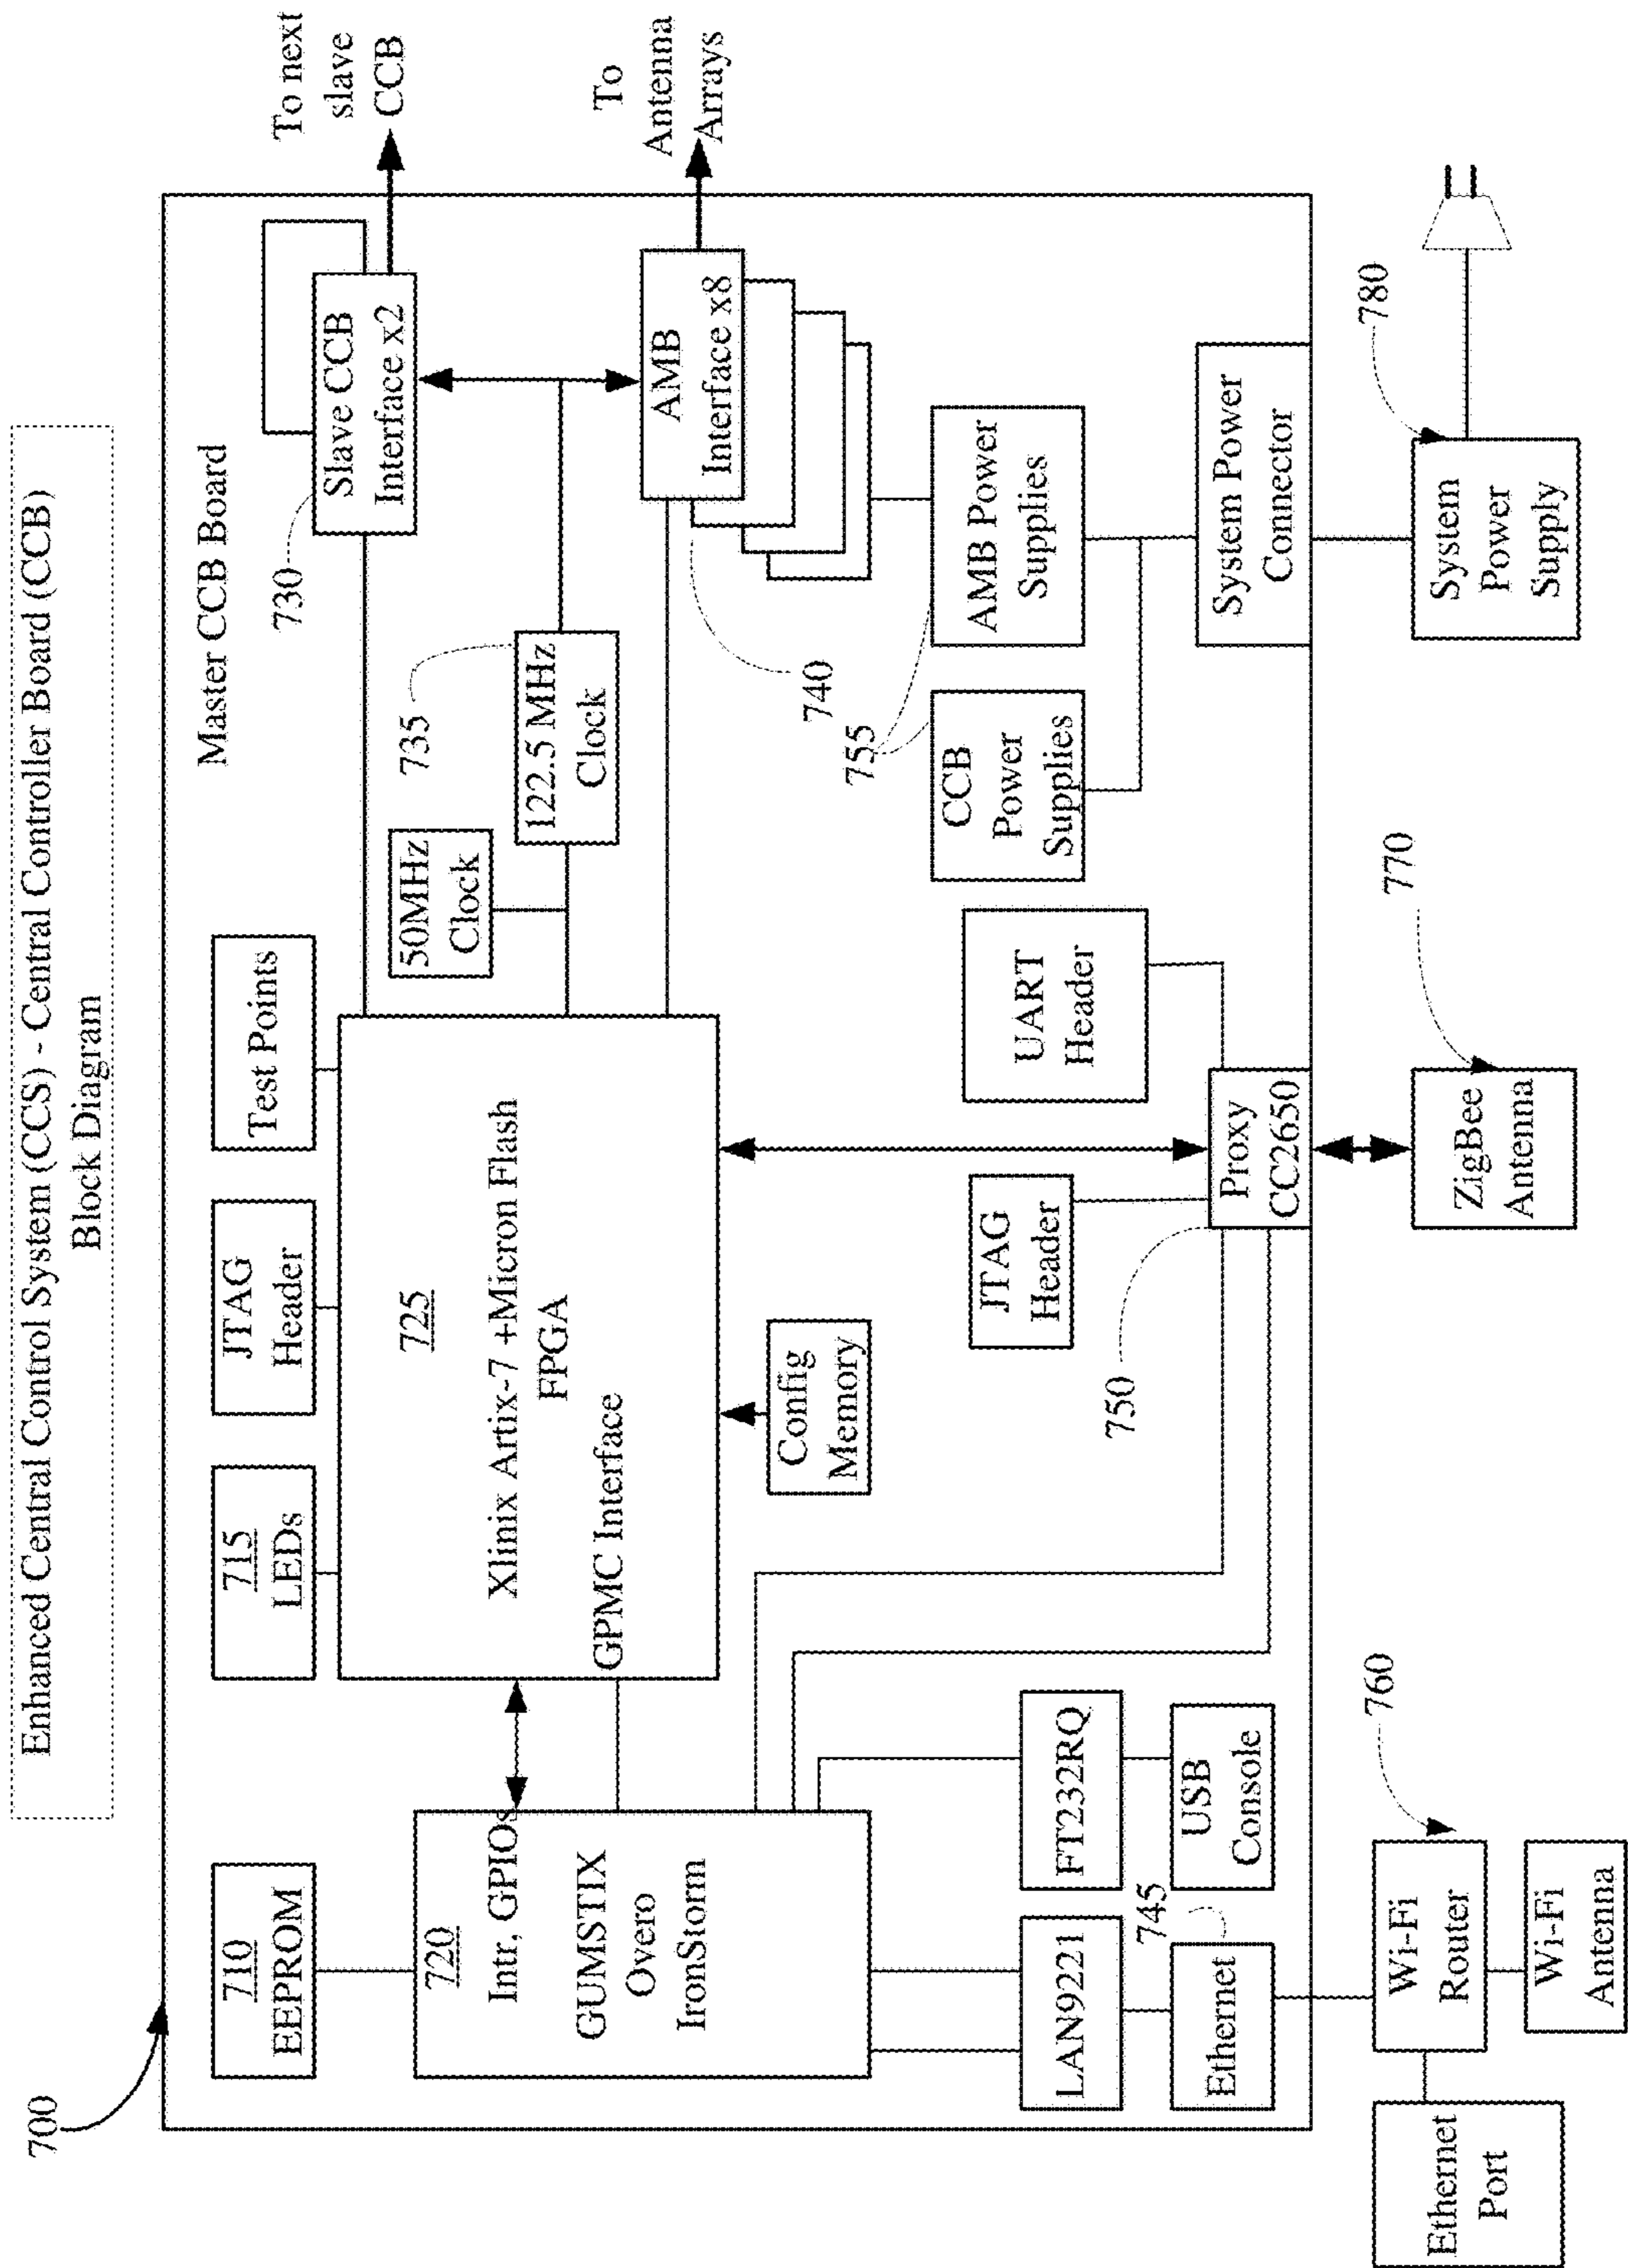 Enhanced Central Control System (CCS) - Central Controller Board (CCB)
Block Diagram
700
Master CCB Board
710
EEPROM
715
LEDs
JTAG
Header
Test Points
730
Slave CCB
Interface x2
To next
slave
CCB
720
Intr, GPIOs
GUMSTIX
Overo
IronStorm
725
Xlinix Artix-7 +Micron Flash
FPGA
GPMC Interface
50MHz
Clock
735
122.5 MHz
Clock
AMB
Interface x8
To
Antenna
Arrays
740
Config
Memory
755
CCB
Power
Supplies
AMB Power
Supplies
UART
Header
JTAG
Header
750
Proxy
CC2650
System Power
Connector
LAN9221
FT232RQ
745
Ethernet
USB
Console
760
Wi-Fi
Router
Ethernet
Port
Wi-Fi
Antenna
770
ZigBee
Antenna
780
System
Power
Supply